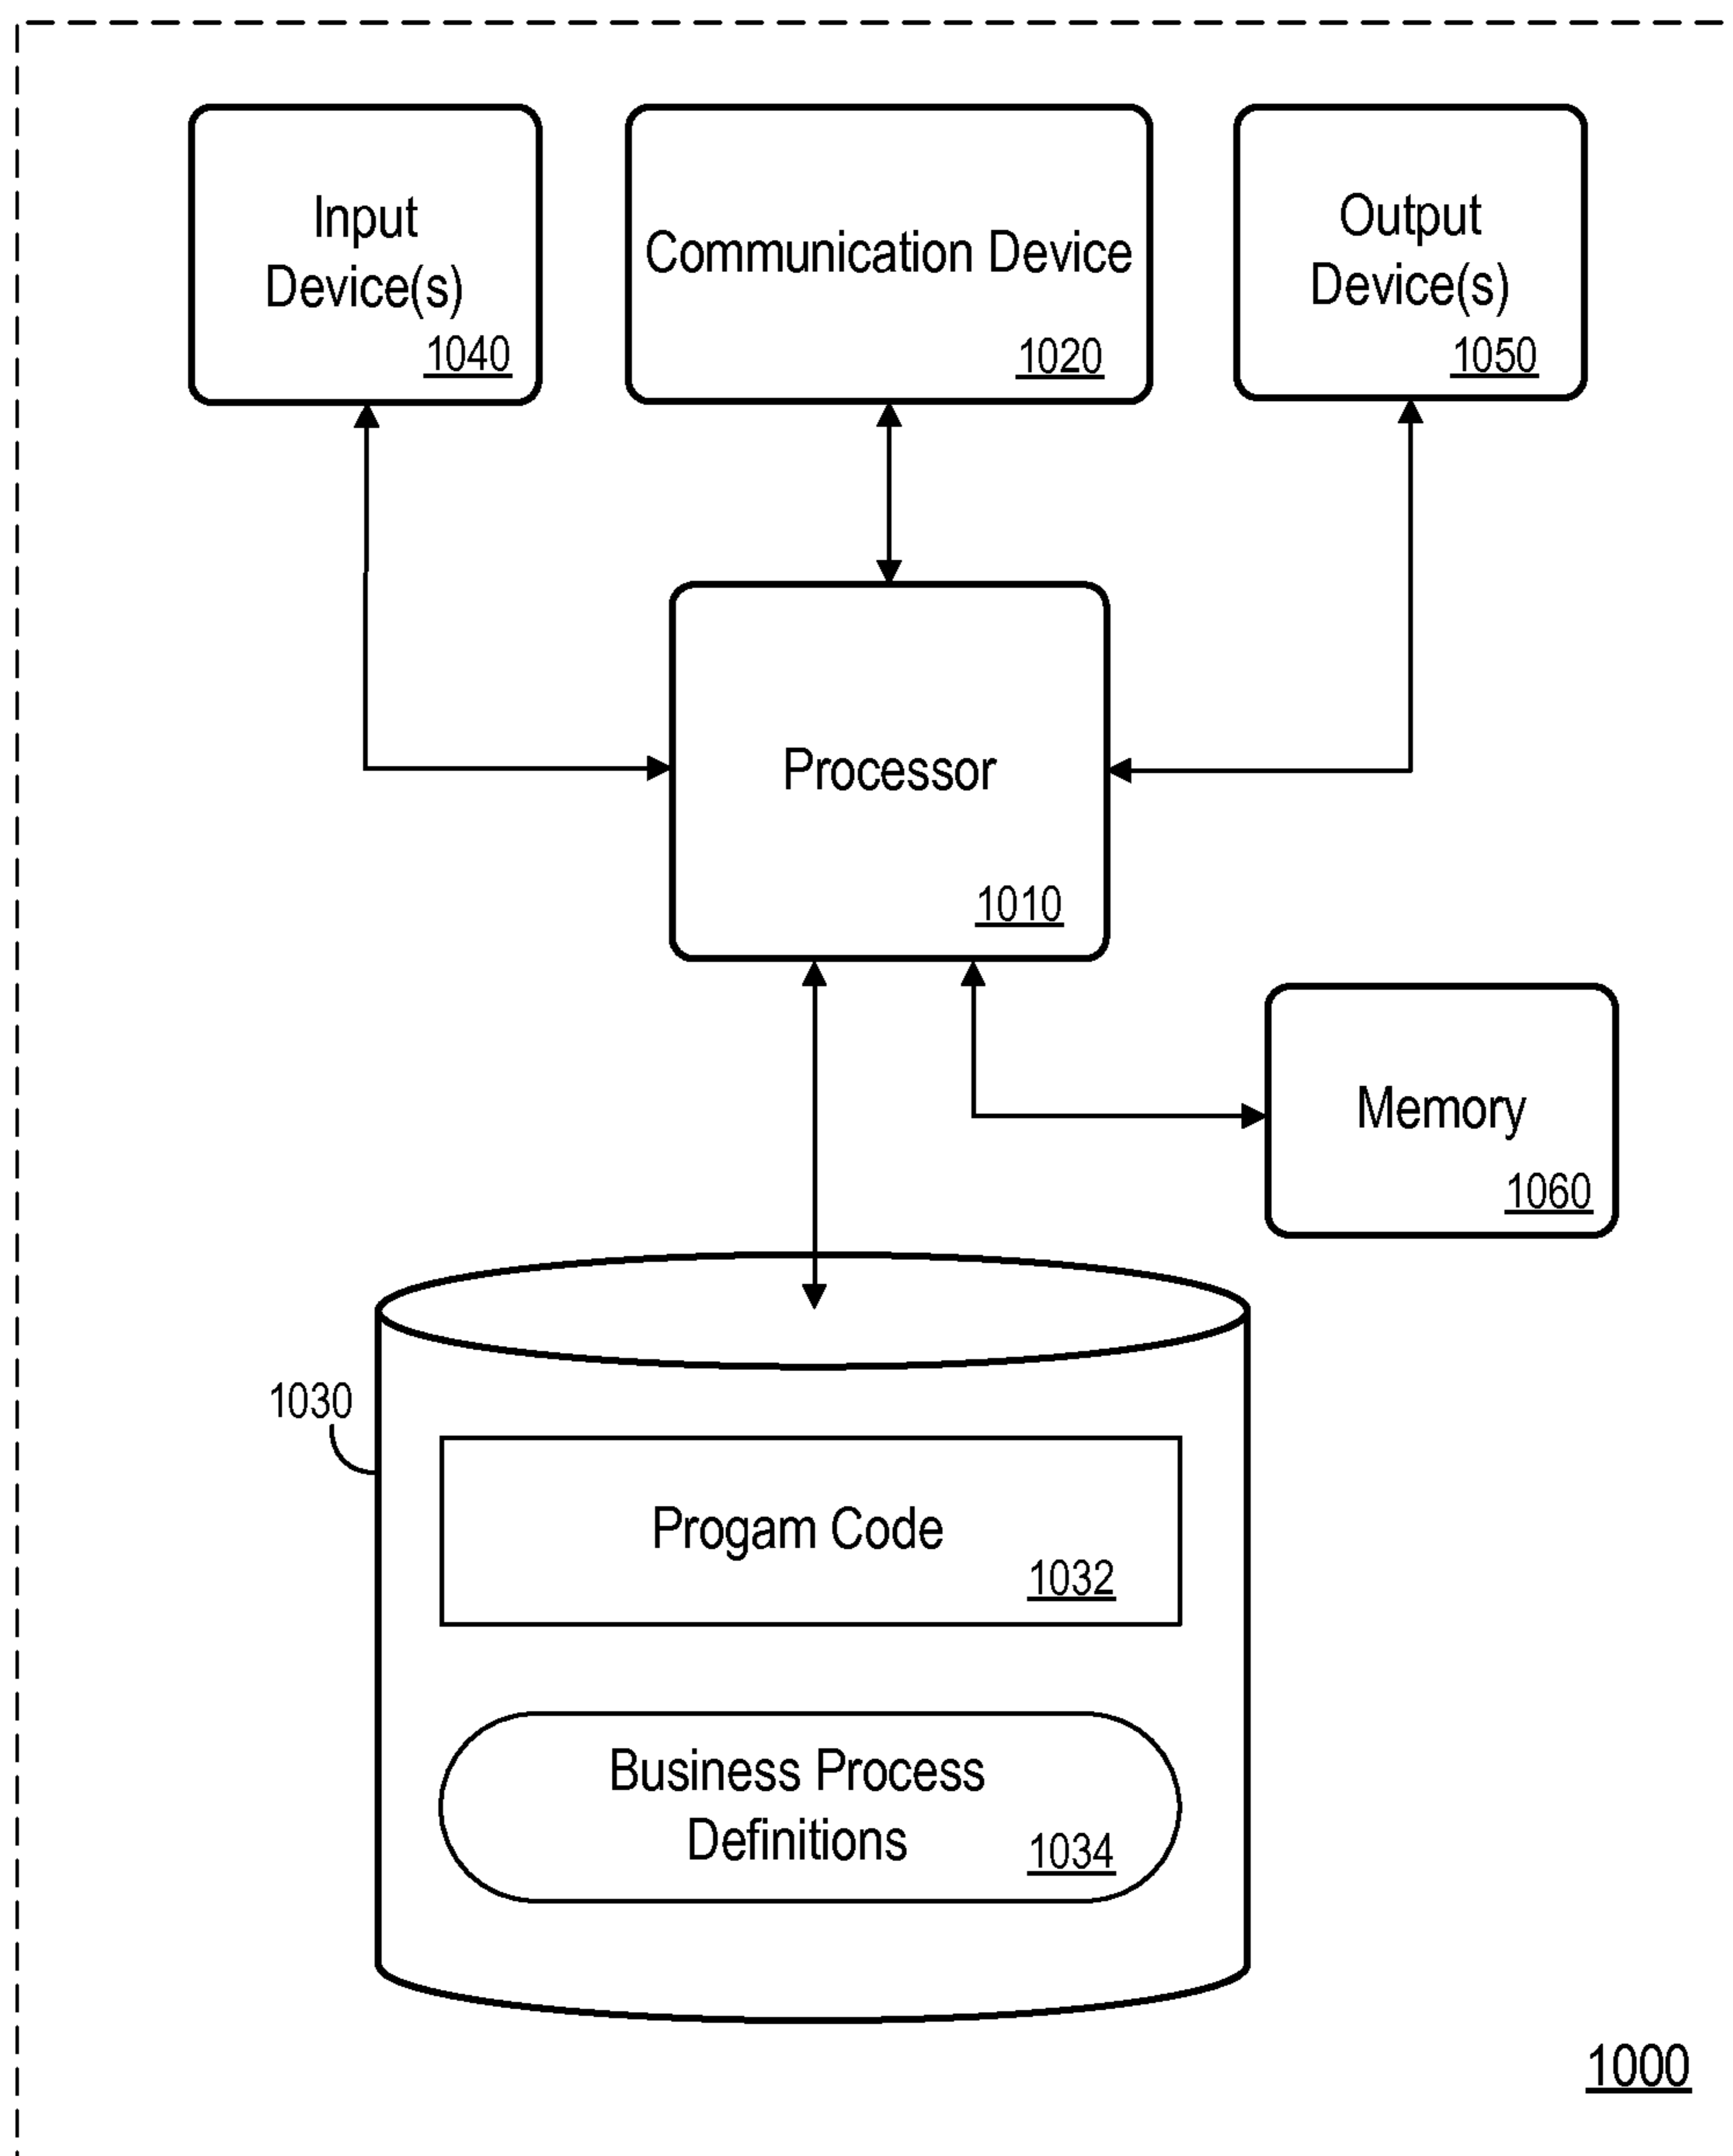 Input
Device(s)
1040
Communication Device
1020
Output
Device(s)
1050
Processor
1010
Memory
1060
1030
Progam Code
1032
Business Process
Definitions
1034
1000